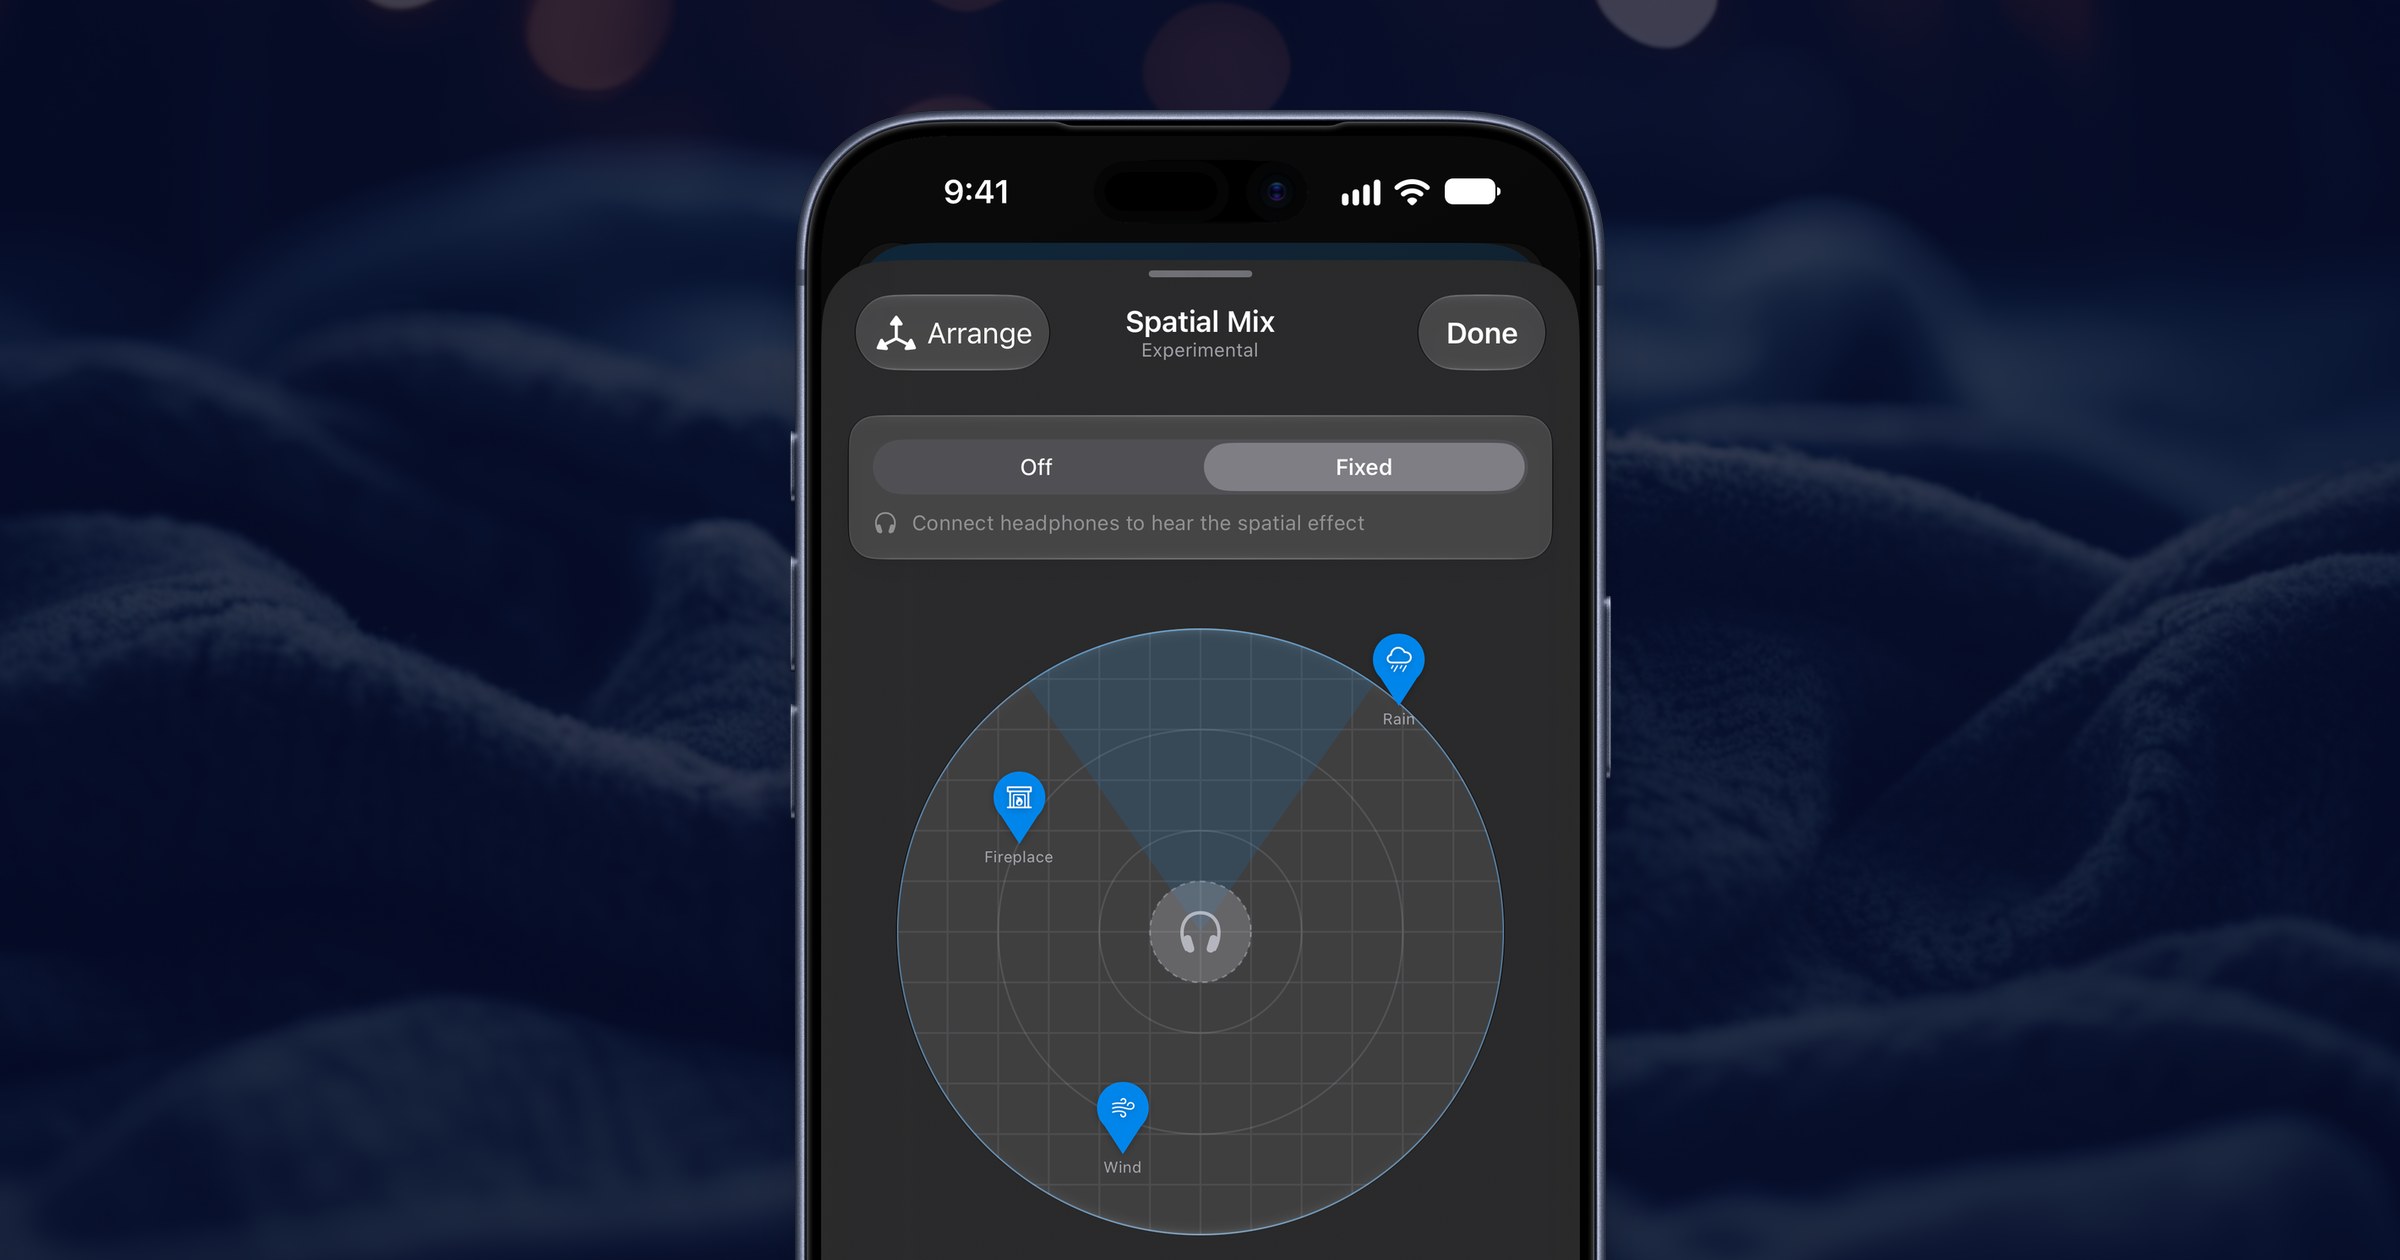 9:41
Arrange
Spatial Mix
Experimental
Done
Off
Fixed
Connect headphones to hear the spatial effect
Rain
Fireplace
Wind